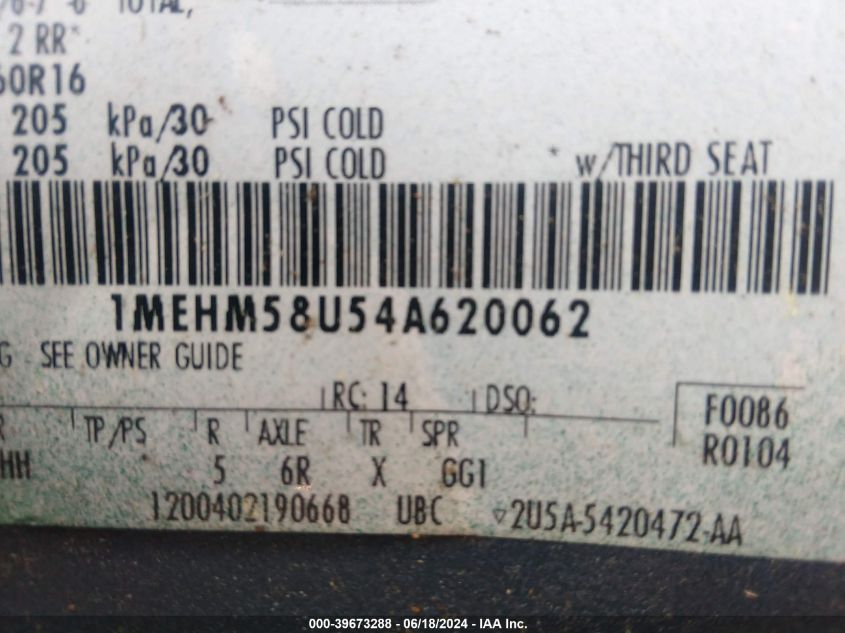 TOTAL,
2 RR*
60R16
205 kPa/30 PSI COLD
205 kPa/30 PSI COLD w/THIRD SEAT
1MEHM58U54A620062
G SEE OWNER GUIDE
RC: 14 DSO:
F0086
R TP/PS R AXLE TR SPR
R0104
HH 5 6R X GG1
1200402190668 UBC ▽2U5A-5420472-AA
000-39673288 - 06/18/2024 - IAA Inc.